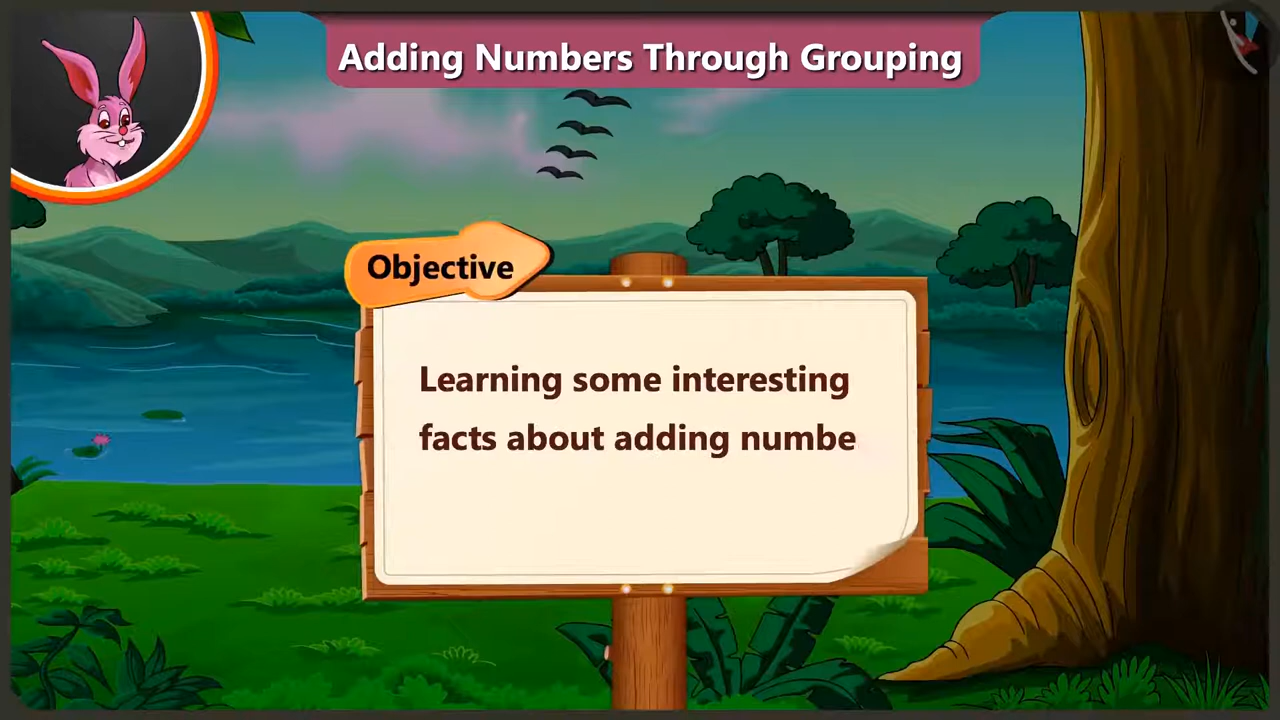 Adding Numbers Through Grouping
Objective
Learning some interesting
facts about adding numbe